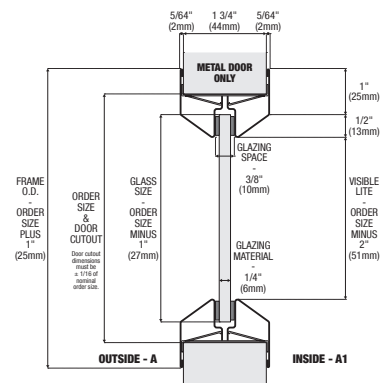 5/64"
(2mm)
1 3/4"
(44mm)
5/64"
(2mm)
METAL DOOR
ONLY
1"
(25mm)
1/2"
(13mm)
GLAZING
SPACE
-
3/8"
(10mm)
FRAME
O.D.
-
ORDER
SIZE
PLUS
1"
(25mm)
ORDER
SIZE
&
DOOR
CUTOUT
Door cutout
dimensions
must be
± 1/16 of
nominal
order size.
GLASS
SIZE
-
ORDER
SIZE
MINUS
1"
(27mm)
VISIBLE
LITE
-
ORDER
SIZE
MINUS
2"
(51mm)
GLAZING
MATERIAL
-
1/4"
(6mm)
OUTSIDE - A
INSIDE - A1